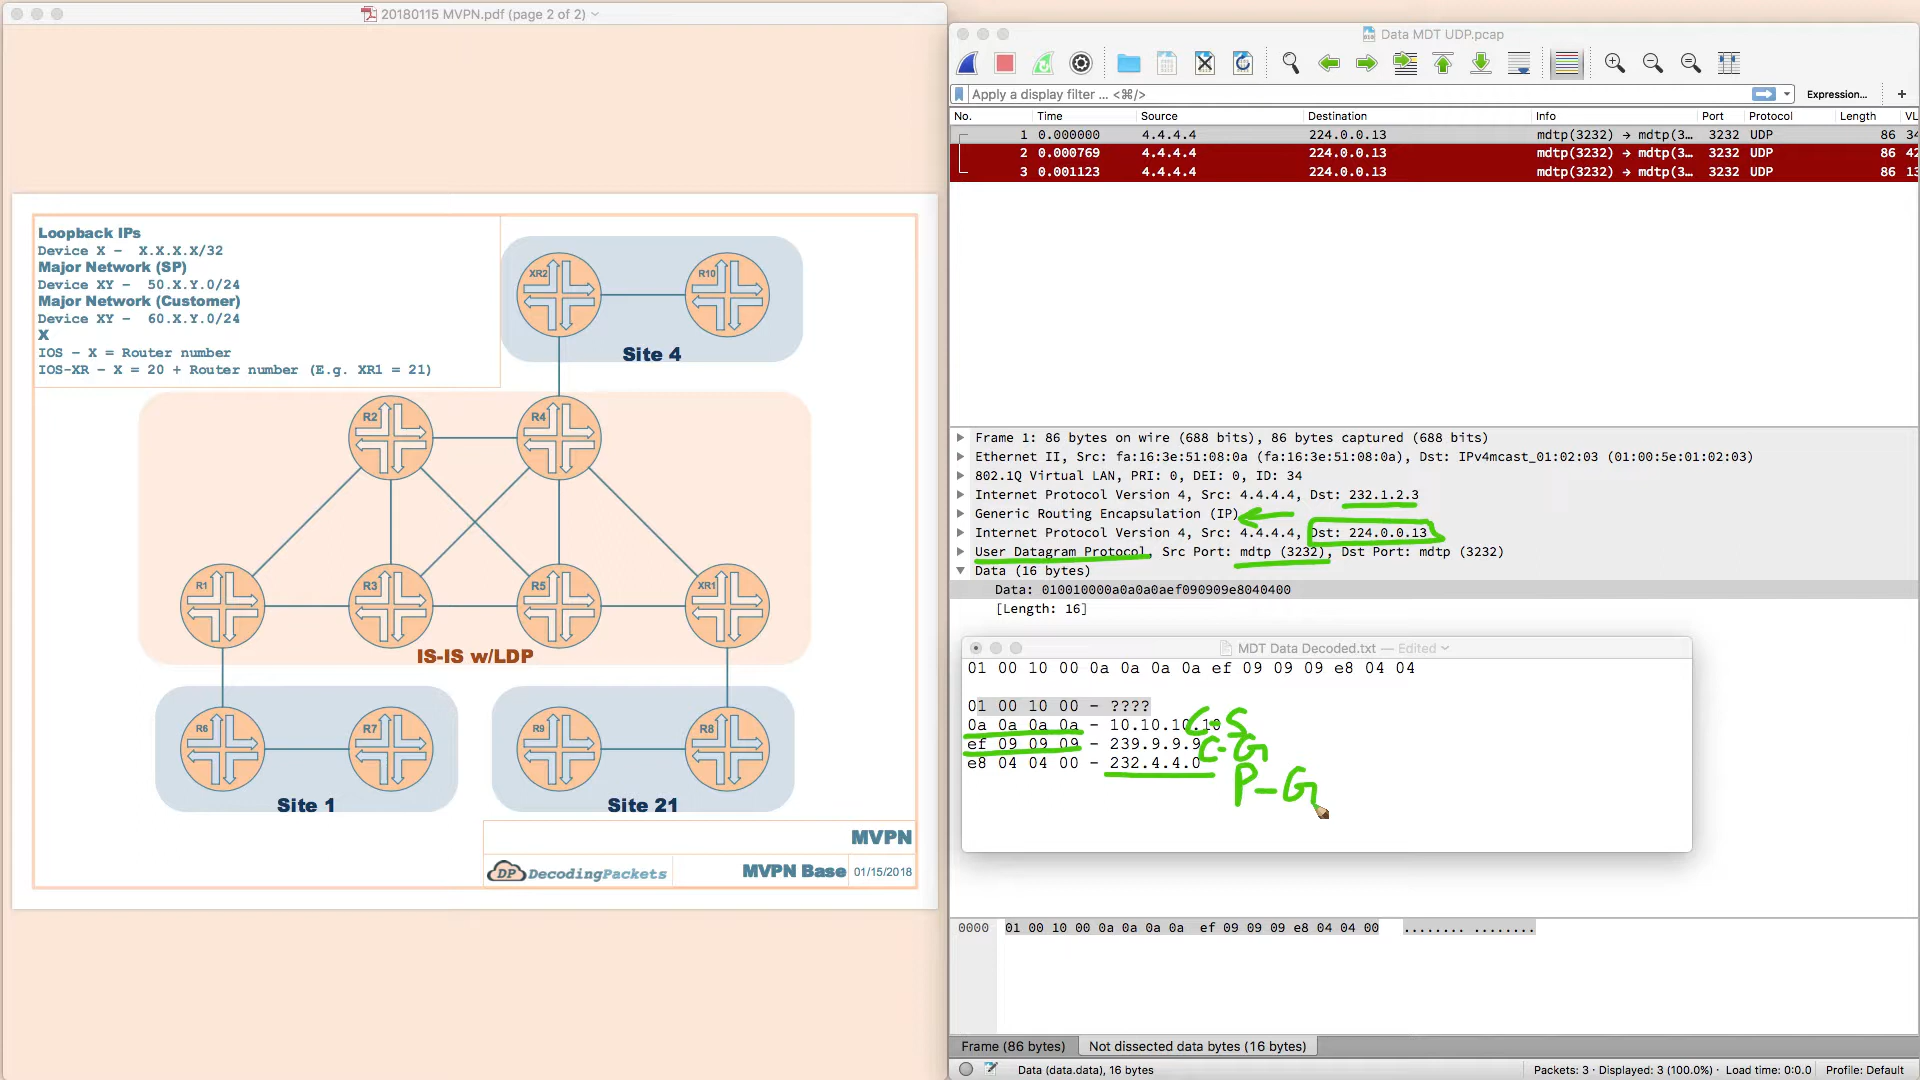 20180115 MVPN.pdf (page 2 of 2)
Loopback IPs
Device X - X.X.X.X/32
Major Network (SP)
Device XY - 50.X.Y.0/24
Major Network (Customer)
Device XY - 60.X.Y.0/24
X
IOS - X = Router number
IOS-XR - X = 20 + Router number (E.g. XR1 = 21)
XR2
R10
Site 4
R2
R4
R1
R3
R5
XR1
IS-IS w/LDP
R6
R7
R9
R8
Site 1
Site 21
MVPN
DP DecodingPackets
MVPN Base
01/15/2018
Data MDT UDP.pcap
Apply a display filter ... <⌘/>
Expression...
+
No. Time Source Destination Info Port Protocol Length VL
1 0.000000 4.4.4.4 224.0.0.13 mdtp(3232) → mdtp(3... 3232 UDP 86 34
2 0.000769 4.4.4.4 224.0.0.13 mdtp(3232) → mdtp(3... 3232 UDP 86 42
3 0.001123 4.4.4.4 224.0.0.13 mdtp(3232) → mdtp(3... 3232 UDP 86 13
Frame 1: 86 bytes on wire (688 bits), 86 bytes captured (688 bits)
Ethernet II, Src: fa:16:3e:51:08:0a (fa:16:3e:51:08:0a), Dst: IPv4mcast_01:02:03 (01:00:5e:01:02:03)
802.1Q Virtual LAN, PRI: 0, DEI: 0, ID: 34
Internet Protocol Version 4, Src: 4.4.4.4, Dst: 232.1.2.3
Generic Routing Encapsulation (IP)
Internet Protocol Version 4, Src: 4.4.4.4, Dst: 224.0.0.13
User Datagram Protocol, Src Port: mdtp (3232), Dst Port: mdtp (3232)
Data (16 bytes)
Data: 010010000a0a0a0aef090909e8040400
[Length: 16]
MDT Data Decoded.txt — Edited
01 00 10 00 0a 0a 0a 0a ef 09 09 09 e8 04 04
01 00 10 00 - ????
0a 0a 0a 0a - 10.10.10.10 C-S
ef 09 09 09 - 239.9.9.9 C-G
e8 04 04 00 - 232.4.4.0
P-G
0000 01 00 10 00 0a 0a 0a 0a ef 09 09 09 e8 04 04 00 ........ ........
Frame (86 bytes)
Not dissected data bytes (16 bytes)
Data (data.data), 16 bytes
Packets: 3 · Displayed: 3 (100.0%) · Load time: 0:0.0
Profile: Default